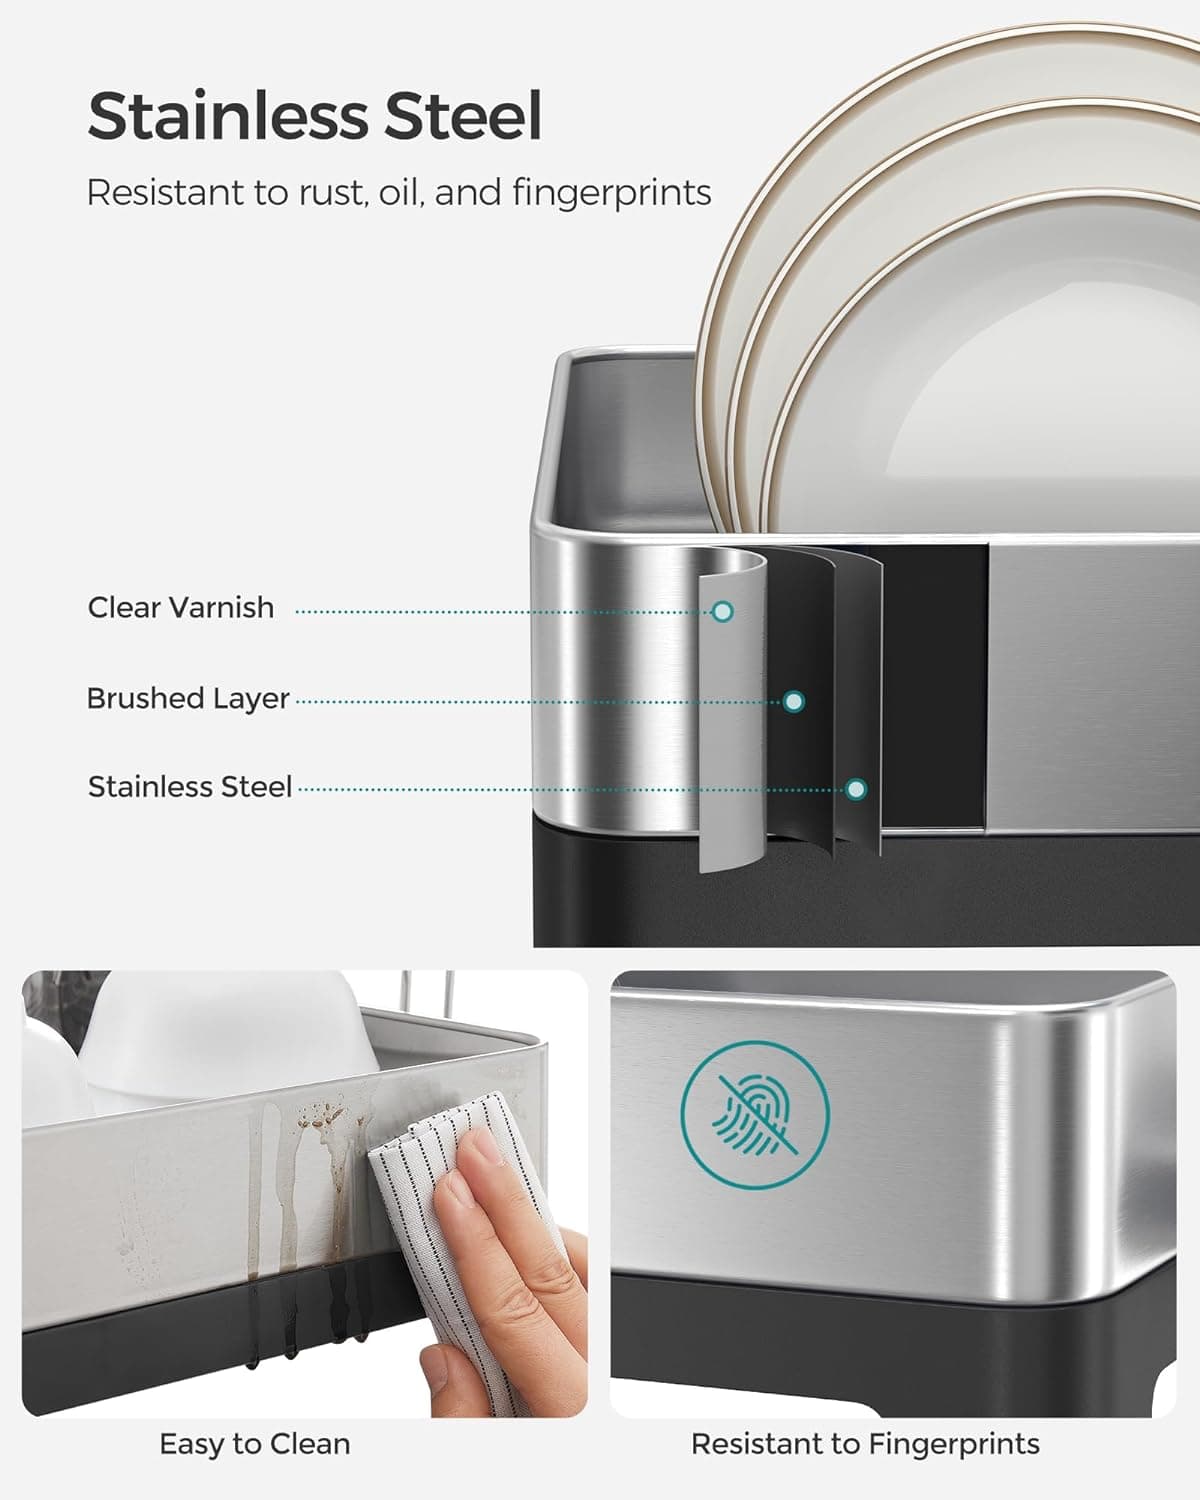 Stainless Steel
Resistant to rust, oil, and fingerprints
Clear Varnish
Brushed Layer
Stainless Steel
Easy to Clean
Resistant to Fingerprints